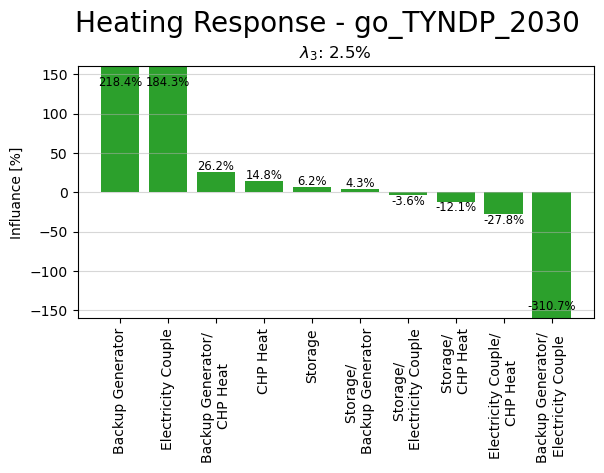 Heating Response - go_TYNDP_2030
λ3: 2.5%
Influance [%]
150
100
50
0
−50
−100
−150
218.4%
184.3%
26.2%
14.8%
6.2%
4.3%
-3.6%
-12.1%
-27.8%
-310.7%
Backup Generator
Electricity Couple
Backup Generator/
CHP Heat
CHP Heat
Storage
Storage/
Backup Generator
Storage/
Electricity Couple
Storage/
CHP Heat
Electricity Couple/
CHP Heat
Backup Generator/
Electricity Couple